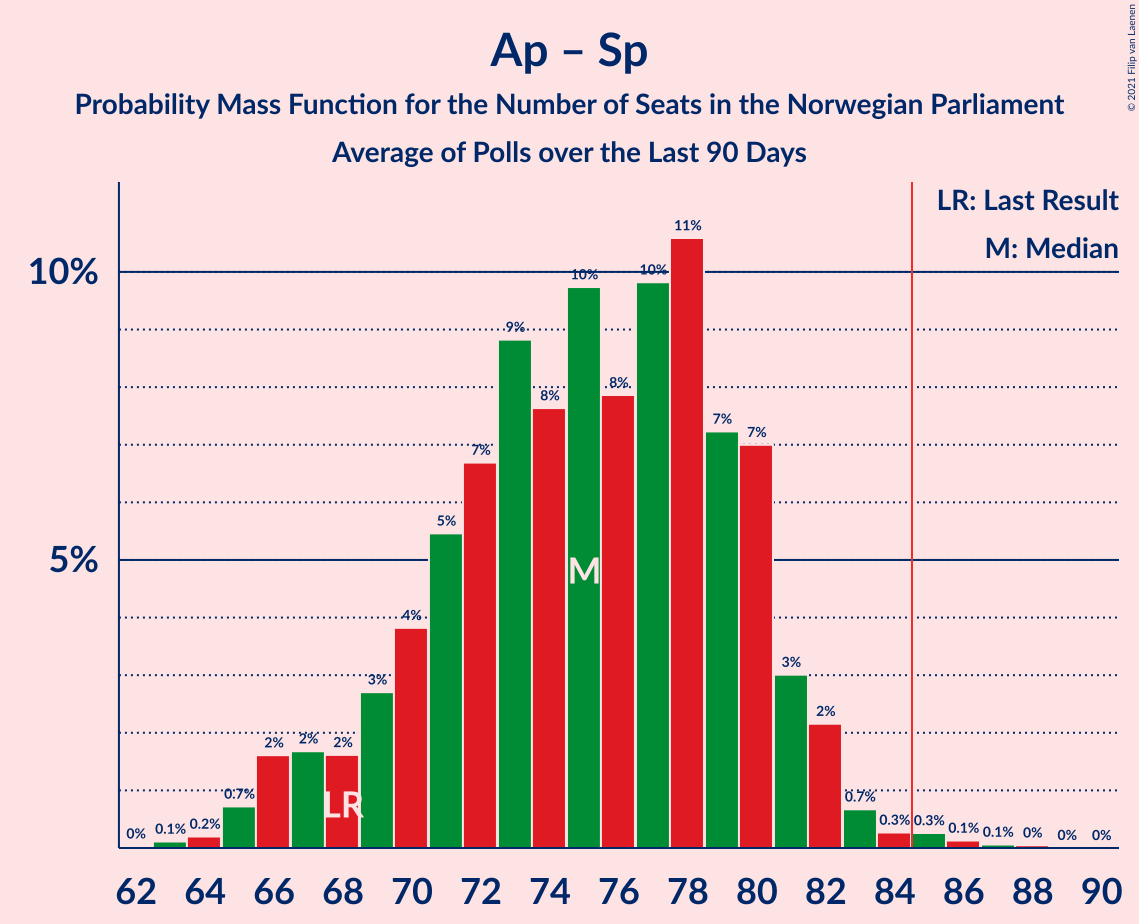 Ap – Sp
Probability Mass Function for the Number of Seats in the Norwegian Parliament
Average of Polls over the Last 90 Days
© 2021 Filip van Laenen
LR: Last Result
M: Median
10%
5%
0% 0.1% 0.2% 0.7% 2% 2% 2% 3% 4% 5% 7% 9% 8% 10% 8% 10% 11% 7% 7% 3% 2% 0.7% 0.3% 0.3% 0.1% 0.1% 0% 0% 0%
M
LR
62 64 66 68 70 72 74 76 78 80 82 84 86 88 90